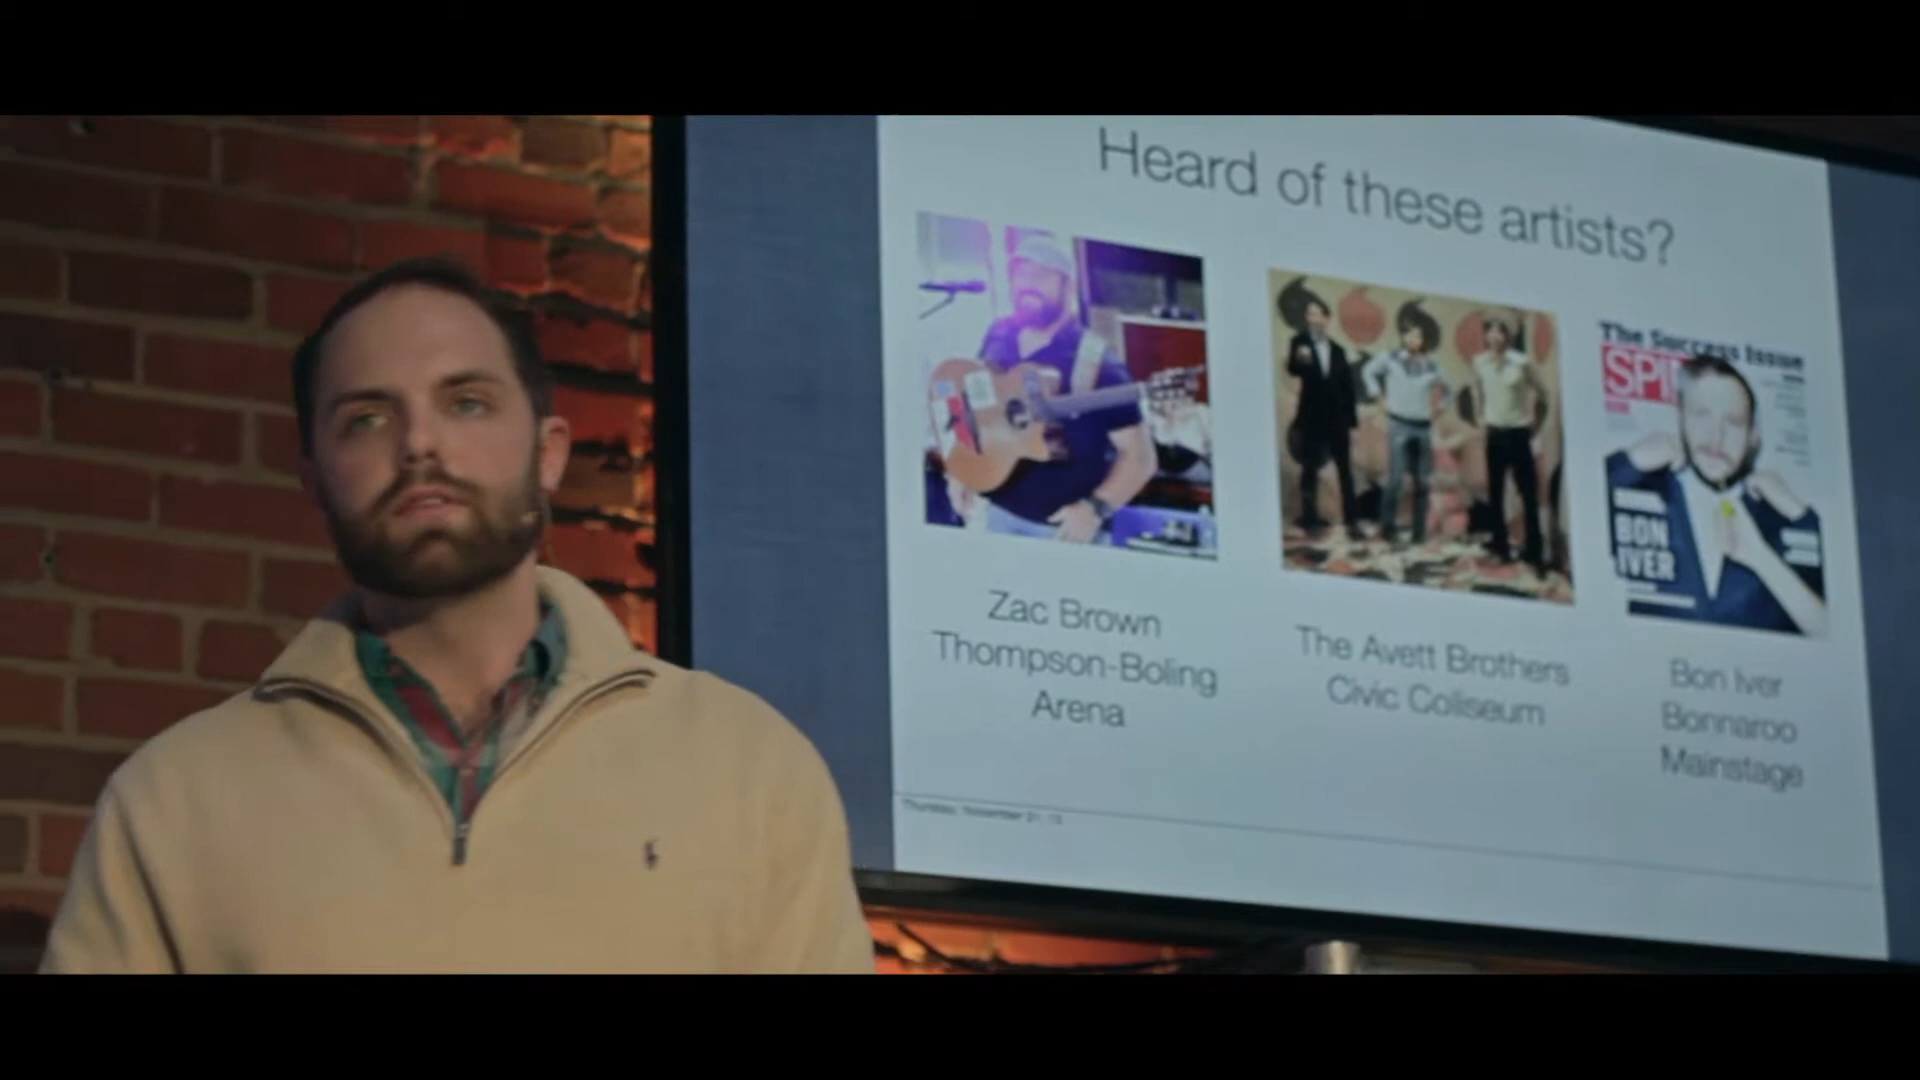 Heard of these artists?
The Success Issue
SPIN
BON
IVER
Zac Brown
Thompson-Boling
Arena
The Avett Brothers
Civic Coliseum
Bon Iver
Bonnaroo
Mainstage